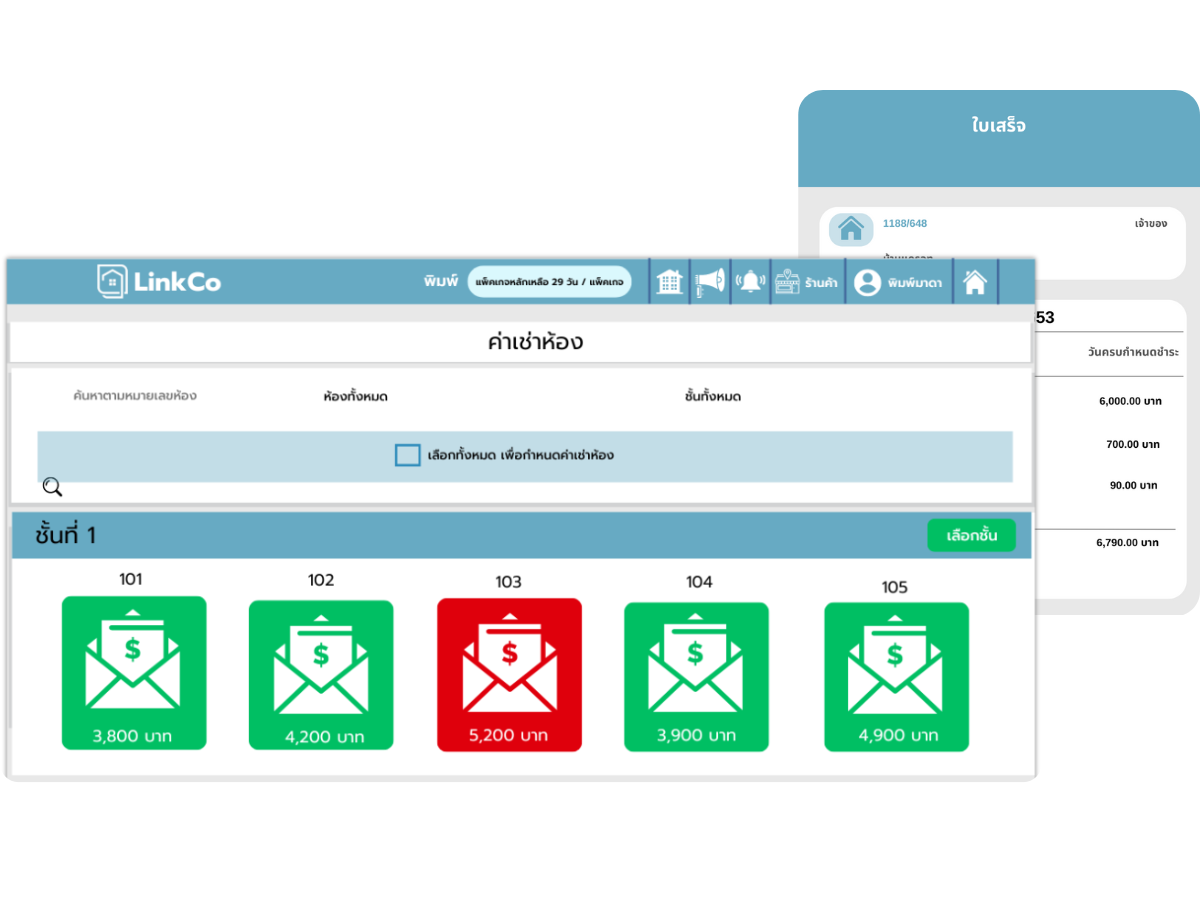 ใบเสร็จ
1188/648
เจ้าของ
LinkCo
พิมพ์
แพ็คเกจหลักเหลือ 29 วัน / แพ็คเกจ
ร้านค้า
พิมพ์มาดา
53
วันครบกำหนดชำระ
6,000.00 บาท
700.00 บาท
90.00 บาท
6,790.00 บาท
ค่าเช่าห้อง
ค้นหาตามหมายเลขห้อง
ห้องทั้งหมด
ชั้นทั้งหมด
เลือกทั้งหมด เพื่อกำหนดค่าเช่าห้อง
ชั้นที่ 1
เลือกชั้น
101
102
103
104
105
$
$
$
$
$
3,800 บาท
4,200 บาท
5,200 บาท
3,900 บาท
4,900 บาท